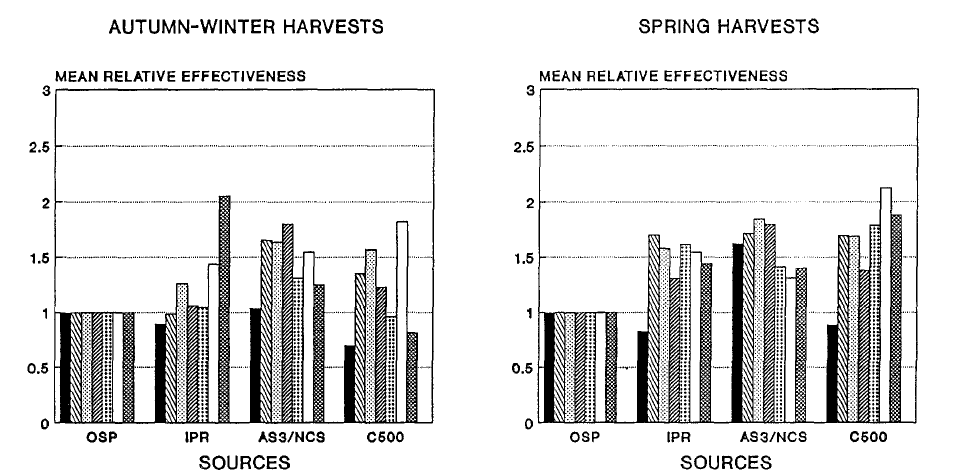 AUTUMN-WINTER HARVESTS
MEAN RELATIVE EFFECTIVENESS
3
2.5
2
1.5
1
0.5
0
OSP IPR AS3/NCS C500
SOURCES
SPRING HARVESTS
MEAN RELATIVE EFFECTIVENESS
3
2.5
2
1.5
1
0.5
0
OSP IPR AS3/NCS C500
SOURCES